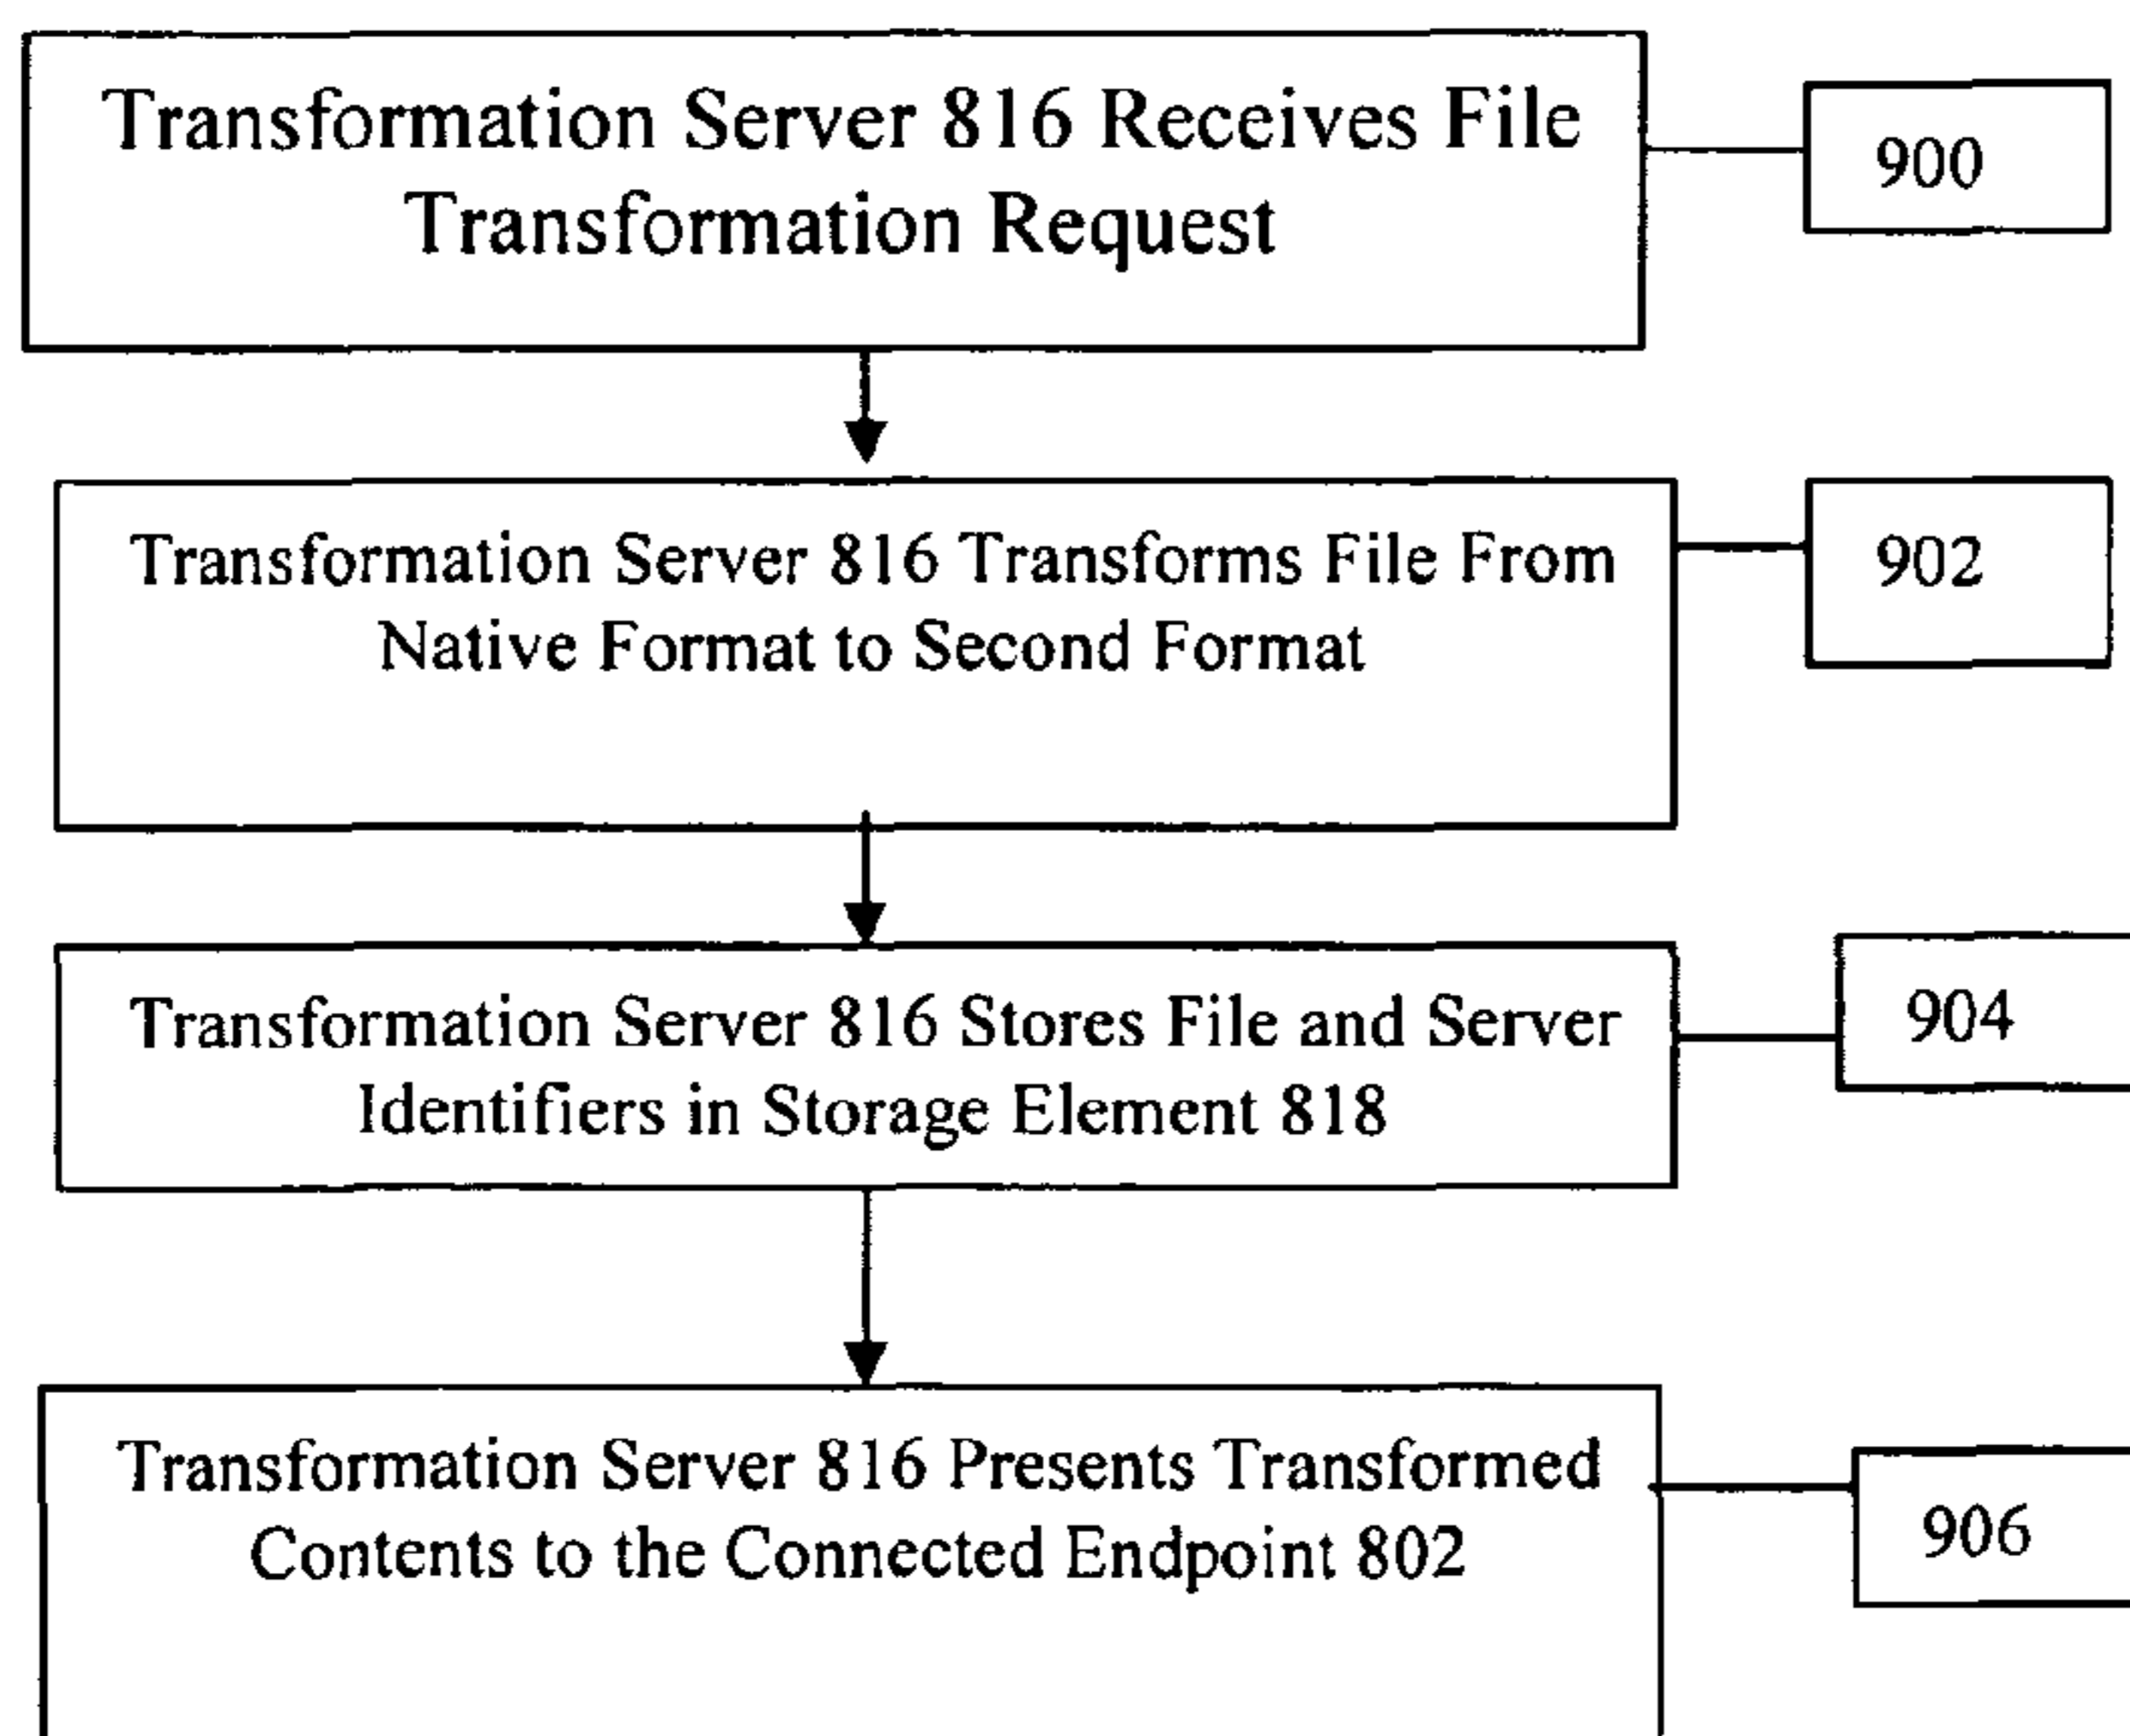 Transformation Server 816 Receives File
Transformation Request
900
Transformation Server 816 Transforms File From
Native Format to Second Format
902
Transformation Server 816 Stores File and Server
Identifiers in Storage Element 818
904
Transformation Server 816 Presents Transformed
Contents to the Connected Endpoint 802
906